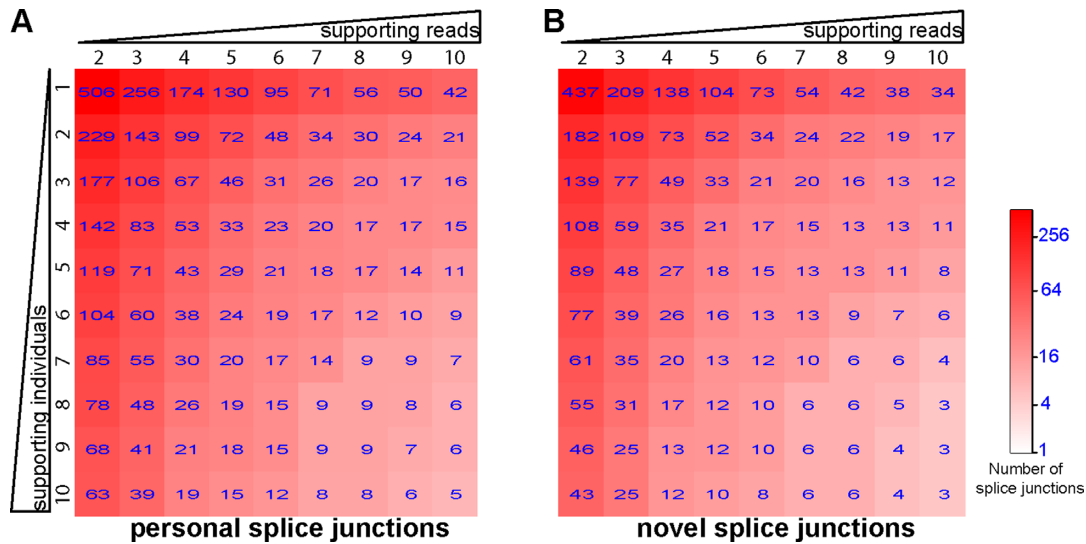 A
supporting reads
2 3 4 5 6 7 8 9 10
supporting individuals
1 506 256 174 130 95 71 56 50 42
2 229 143 99 72 48 34 30 24 21
3 177 106 67 46 31 26 20 17 16
4 142 83 53 33 23 20 17 17 15
5 119 71 43 29 21 18 17 14 11
6 104 60 38 24 19 17 12 10 9
7 85 55 30 20 17 14 9 9 7
8 78 48 26 19 15 9 9 8 6
9 68 41 21 18 15 9 9 7 6
10 63 39 19 15 12 8 8 6 5
personal splice junctions
B
supporting reads
2 3 4 5 6 7 8 9 10
437 209 138 104 73 54 42 38 34
182 109 73 52 34 24 22 19 17
139 77 49 33 21 20 16 13 12
108 59 35 21 17 15 13 13 11
89 48 27 18 15 13 13 11 8
77 39 26 16 13 13 9 7 6
61 35 20 13 12 10 6 6 4
55 31 17 12 10 6 6 5 3
46 25 13 12 10 6 6 4 3
43 25 12 10 8 6 6 4 3
novel splice junctions
256
64
16
4
1
Number of
splice junctions